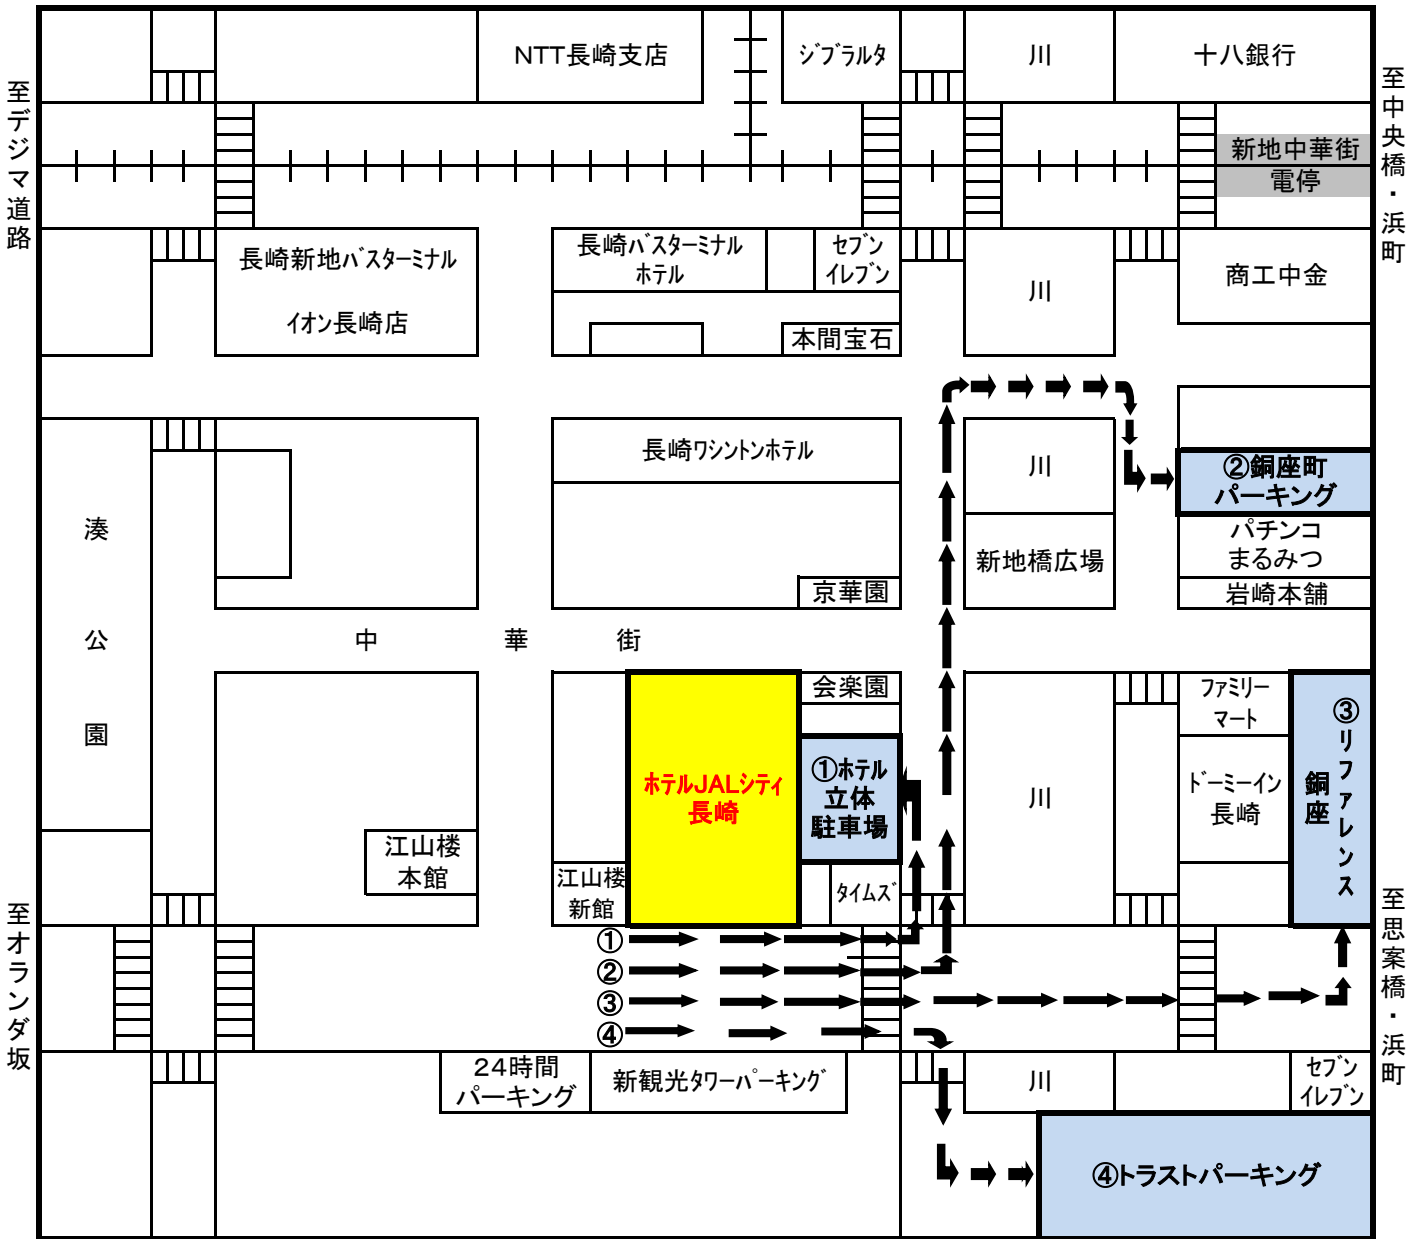 NTT長崎支店
ジブラルタ
川
十八銀行
至デジマ道路
至中央橋・浜町
新地中華街
電停
長崎新地バスターミナル
イオン長崎店
長崎バスターミナル
ホテル
セブン
イレブン
本間宝石
川
商工中金
長崎ワシントンホテル
川
②銅座町
パーキング
湊公園
新地橋広場
パチンコ
まるみつ
京華園
岩崎本舗
中華街
会楽園
ファミリー
マート
③リファレンス
銅座
ホテルJALシティ
長崎
①ホテル
立体
駐車場
川
ドーミーイン
長崎
江山楼
本館
江山楼
新館
タイムズ
至オランダ坂
至思案橋・浜町
①
②
③
④
24時間
パーキング
新観光タワーパーキング
川
セブン
イレブン
④トラストパーキング